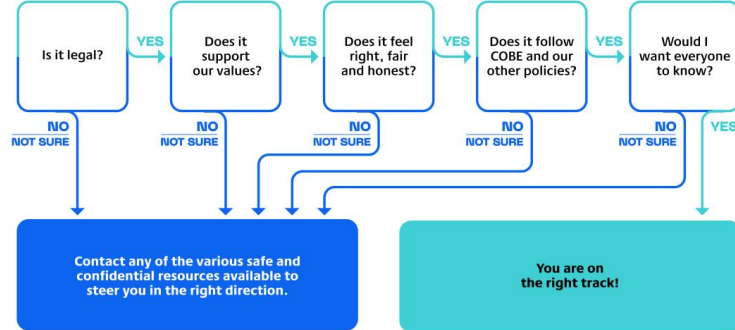 Is it legal?
YES
Does it
support
our values?
YES
Does it feel
right, fair
and honest?
YES
Does it follow
COBE and our
other policies?
YES
Would I
want everyone
to know?
NO
NOT SURE
NO
NOT SURE
NO
NOT SURE
NO
NOT SURE
NO
NOT SURE
YES
Contact any of the various safe and
confidential resources available to
steer you in the right direction.
You are on
the right track!